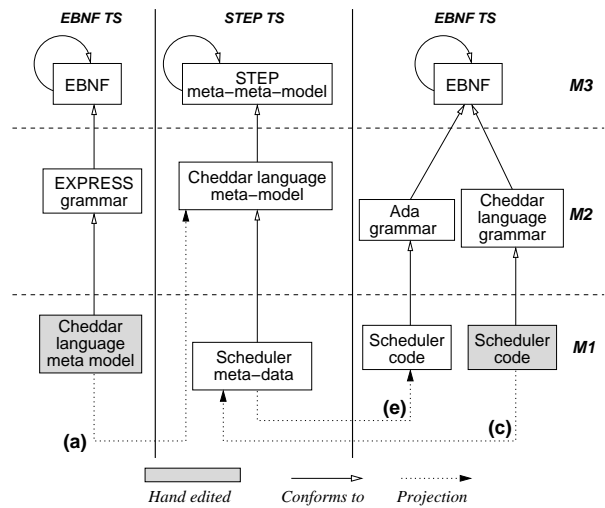 EBNF TS
STEP TS
EBNF TS
EBNF
STEP
meta−meta−model
EBNF
M3
EXPRESS
grammar
Cheddar language
meta−model
Ada
grammar
Cheddar
language
grammar
M2
Cheddar
language
meta model
Scheduler
meta−data
Scheduler
code
Scheduler
code
M1
(a)
(e)
(c)
Hand edited
Conforms to
Projection